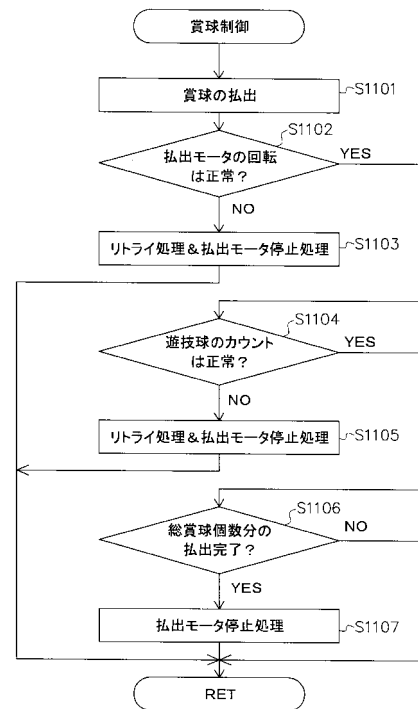 賞球制御
賞球の払出
S1101
S1102
払出モータの回転
は正常?
YES
NO
リトライ処理&払出モータ停止処理
S1103
S1104
遊技球のカウント
は正常?
YES
NO
リトライ処理&払出モータ停止処理
S1105
S1106
総賞球個数分の
払出完了?
NO
YES
払出モータ停止処理
S1107
RET